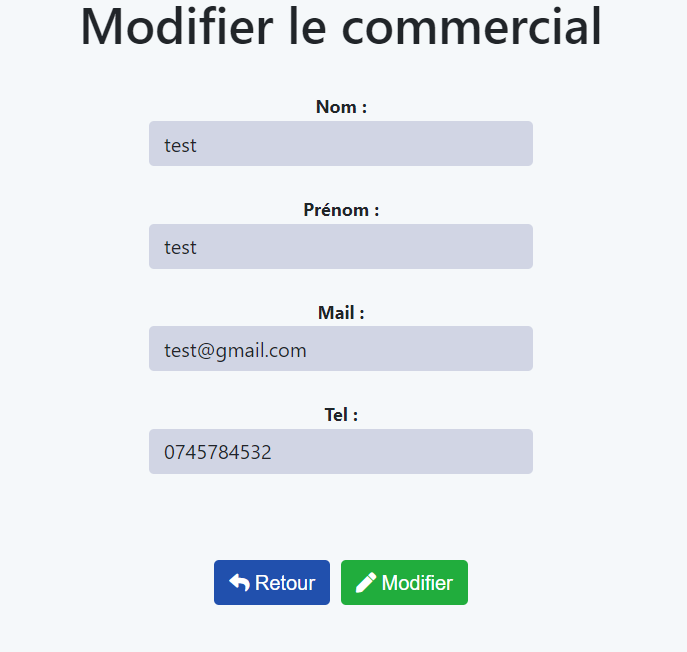 Modifier le commercial
Nom :
test
Prénom :
test
Mail :
test@gmail.com
Tel :
0745784532
Retour Modifier